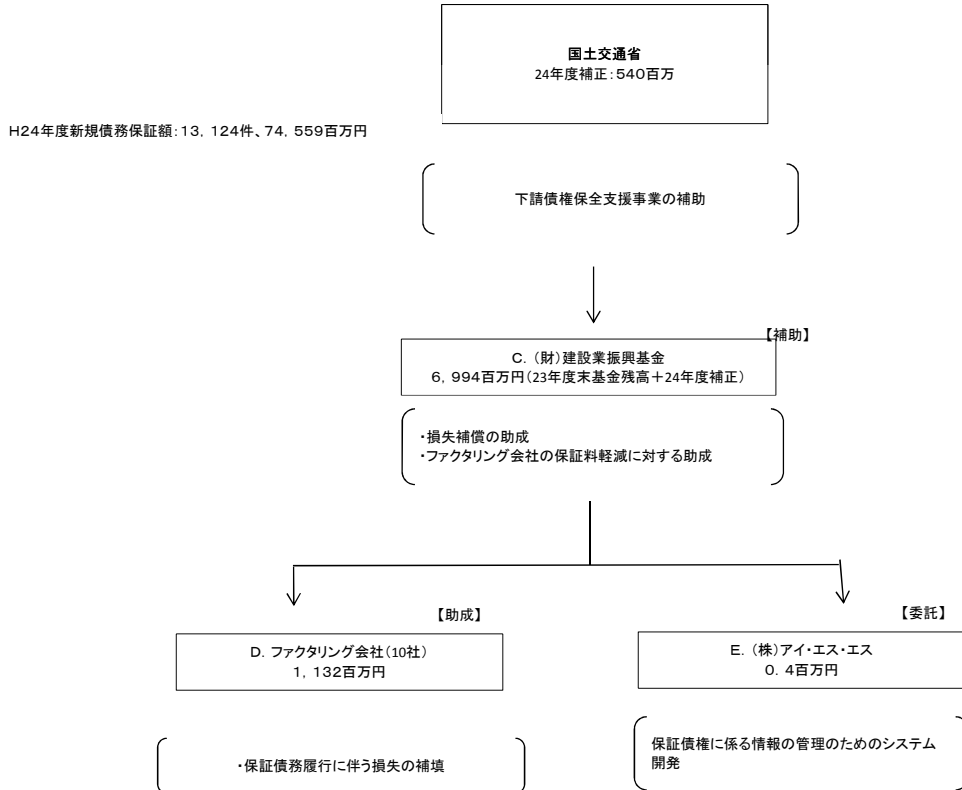 国土交通省
24年度補正：540百万
H24年度新規債務保証額：13，124件、74，559百万円
下請債権保全支援事業の補助
【補助】
C．（財）建設業振興基金
6，994百万円（23年度末基金残高＋24年度補正）
・損失補償の助成
・ファクタリング会社の保証料軽減に対する助成
【助成】
【委託】
D．ファクタリング会社（10社）
1，132百万円
E．（株）アイ・エス・エス
0．4百万円
・保証債務履行に伴う損失の補填
保証債権に係る情報の管理のためのシステム
開発